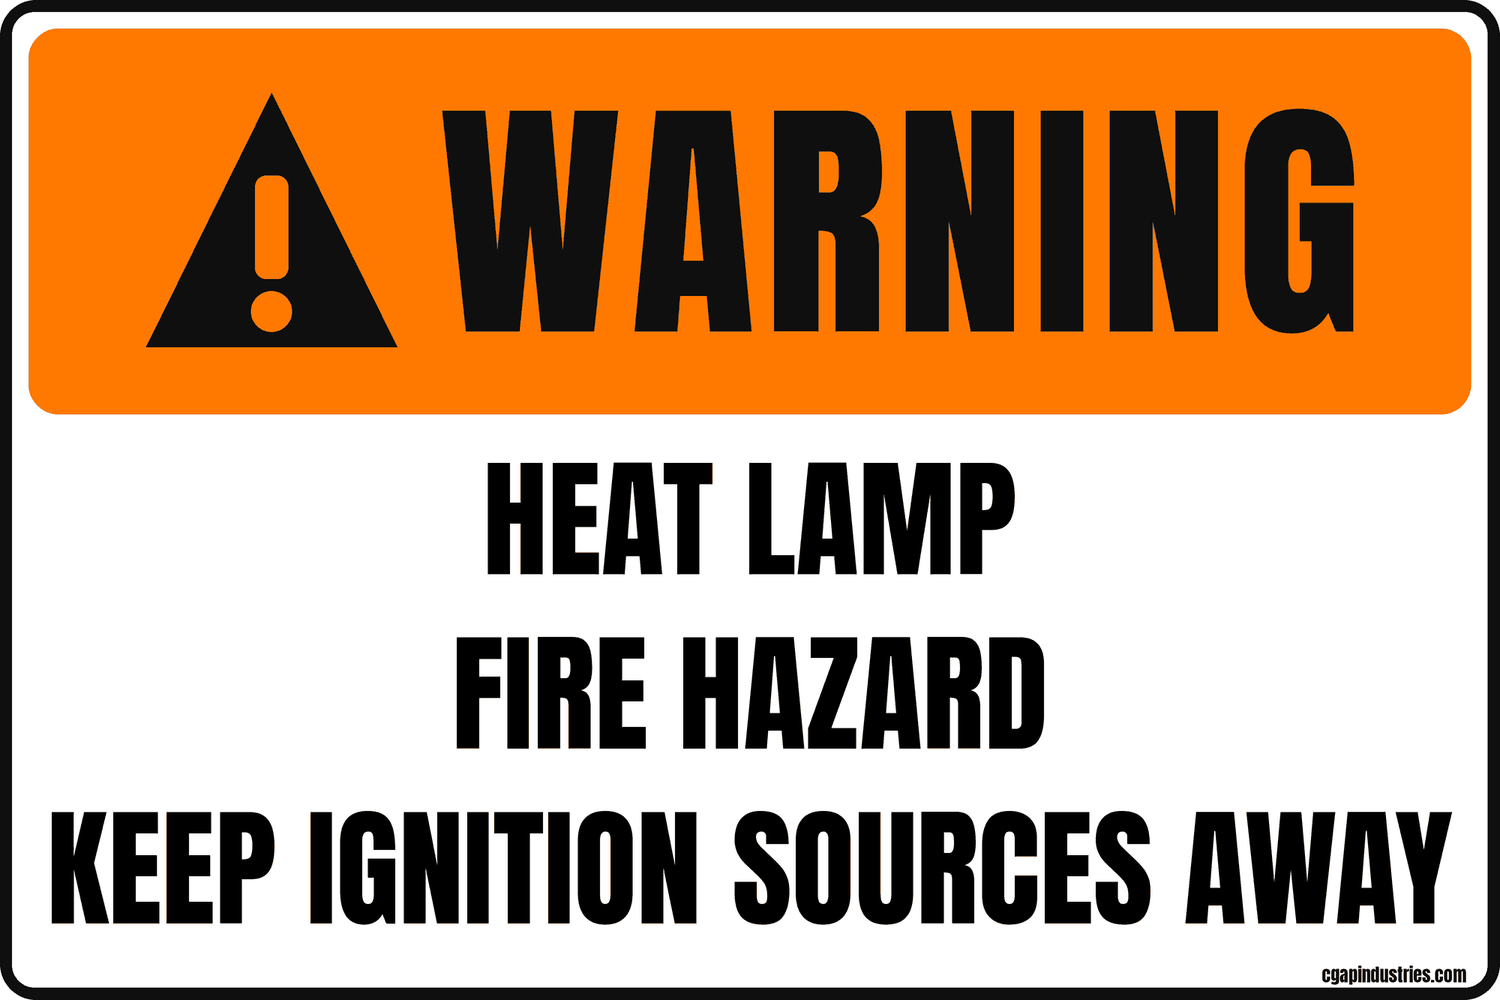 WARNING
HEAT LAMP
FIRE HAZARD
KEEP IGNITION SOURCES AWAY
cgapindustries.com